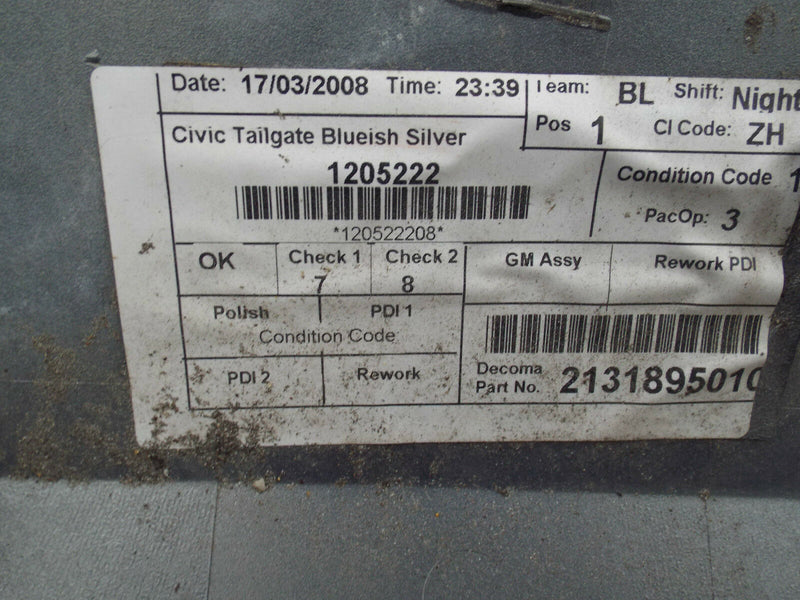 Date: 17/03/2008 Time: 23:39 Team: BL Shift: Night
Pos 1 CI Code: ZH
Civic Tailgate Blueish Silver
1205222
*120522208*
Condition Code 1
PacOp: 3
OK Check 1 Check 2 GM Assy Rework PDI
7 8
Polish PDI 1
Condition Code
PDI 2 Rework
Decoma
Part No. 2131895010